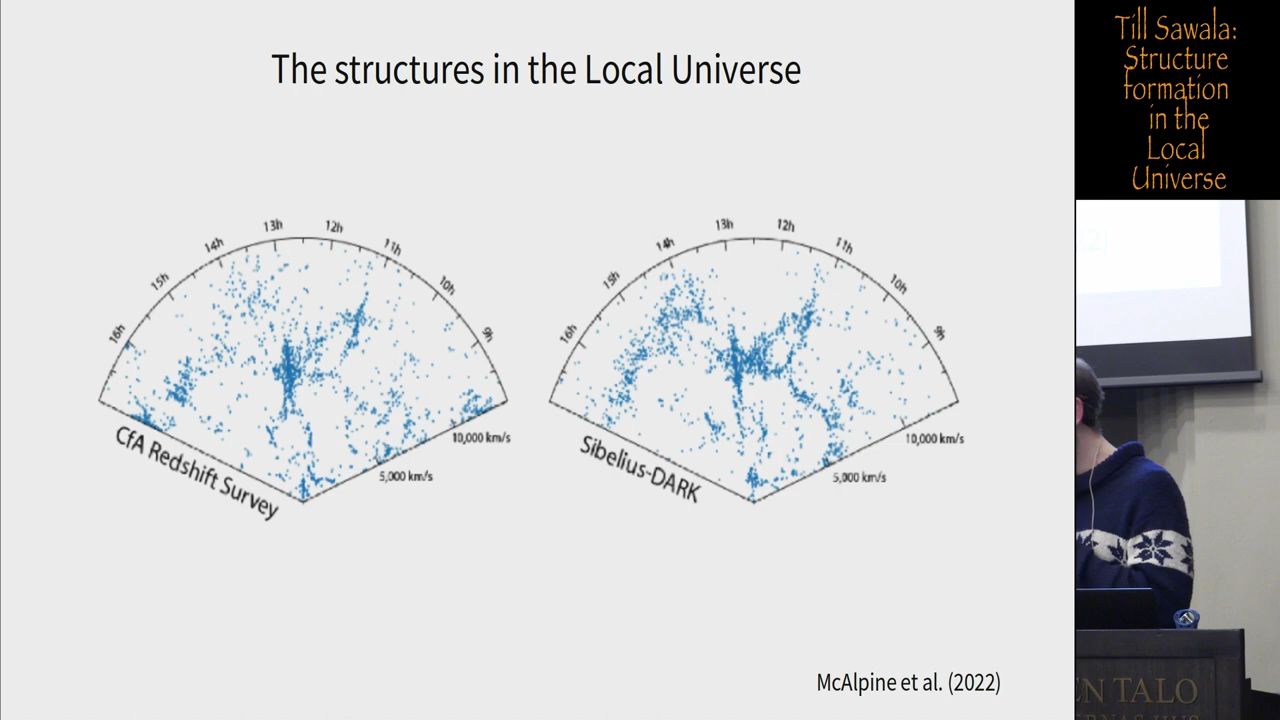 The structures in the Local Universe
16h
15h
14h
13h
12h
11h
10h
9h
CfA Redshift Survey
5,000 km/s
10,000 km/s
16h
15h
14h
13h
12h
11h
10h
9h
Sibelius-DARK
5,000 km/s
10,000 km/s
McAlpine et al. (2022)
Till Sawala:
Structure
formation
in the
Local
Universe
EN TALO